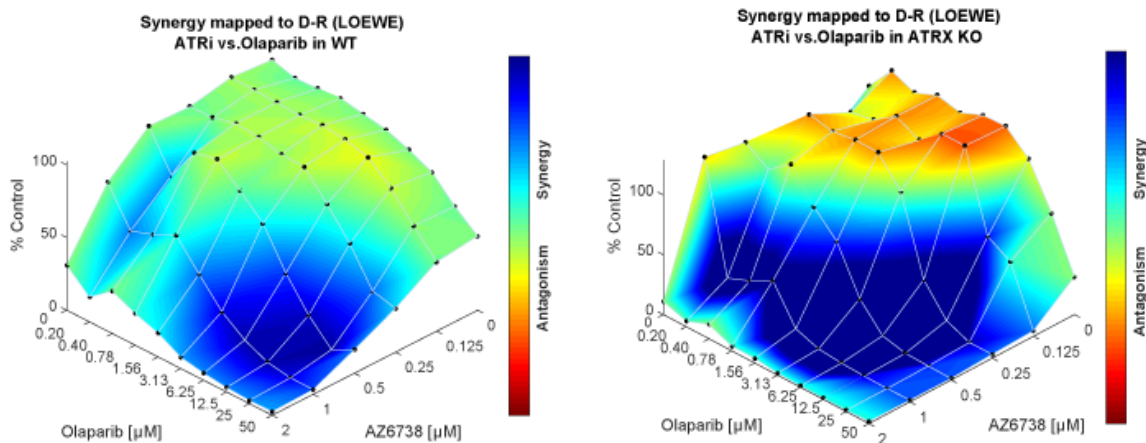 Synergy mapped to D-R (LOEWE)
ATRi vs.Olaparib in WT
% Control
100
50
0
0
0.20
0.40
0.78
1.56
3.13
6.25
12.5
25
50
Olaparib [µM]
2
1
0.5
0.25
0.125
0
AZ6738 [µM]
Synergy
Antagonism
Synergy mapped to D-R (LOEWE)
ATRi vs.Olaparib in ATRX KO
% Control
100
50
0
0
0.20
0.40
0.78
1.56
3.13
6.25
12.5
25
50
Olaparib [µM]
2
1
0.5
0.25
0.125
0
AZ6738 [µM]
Synergy
Antagonism